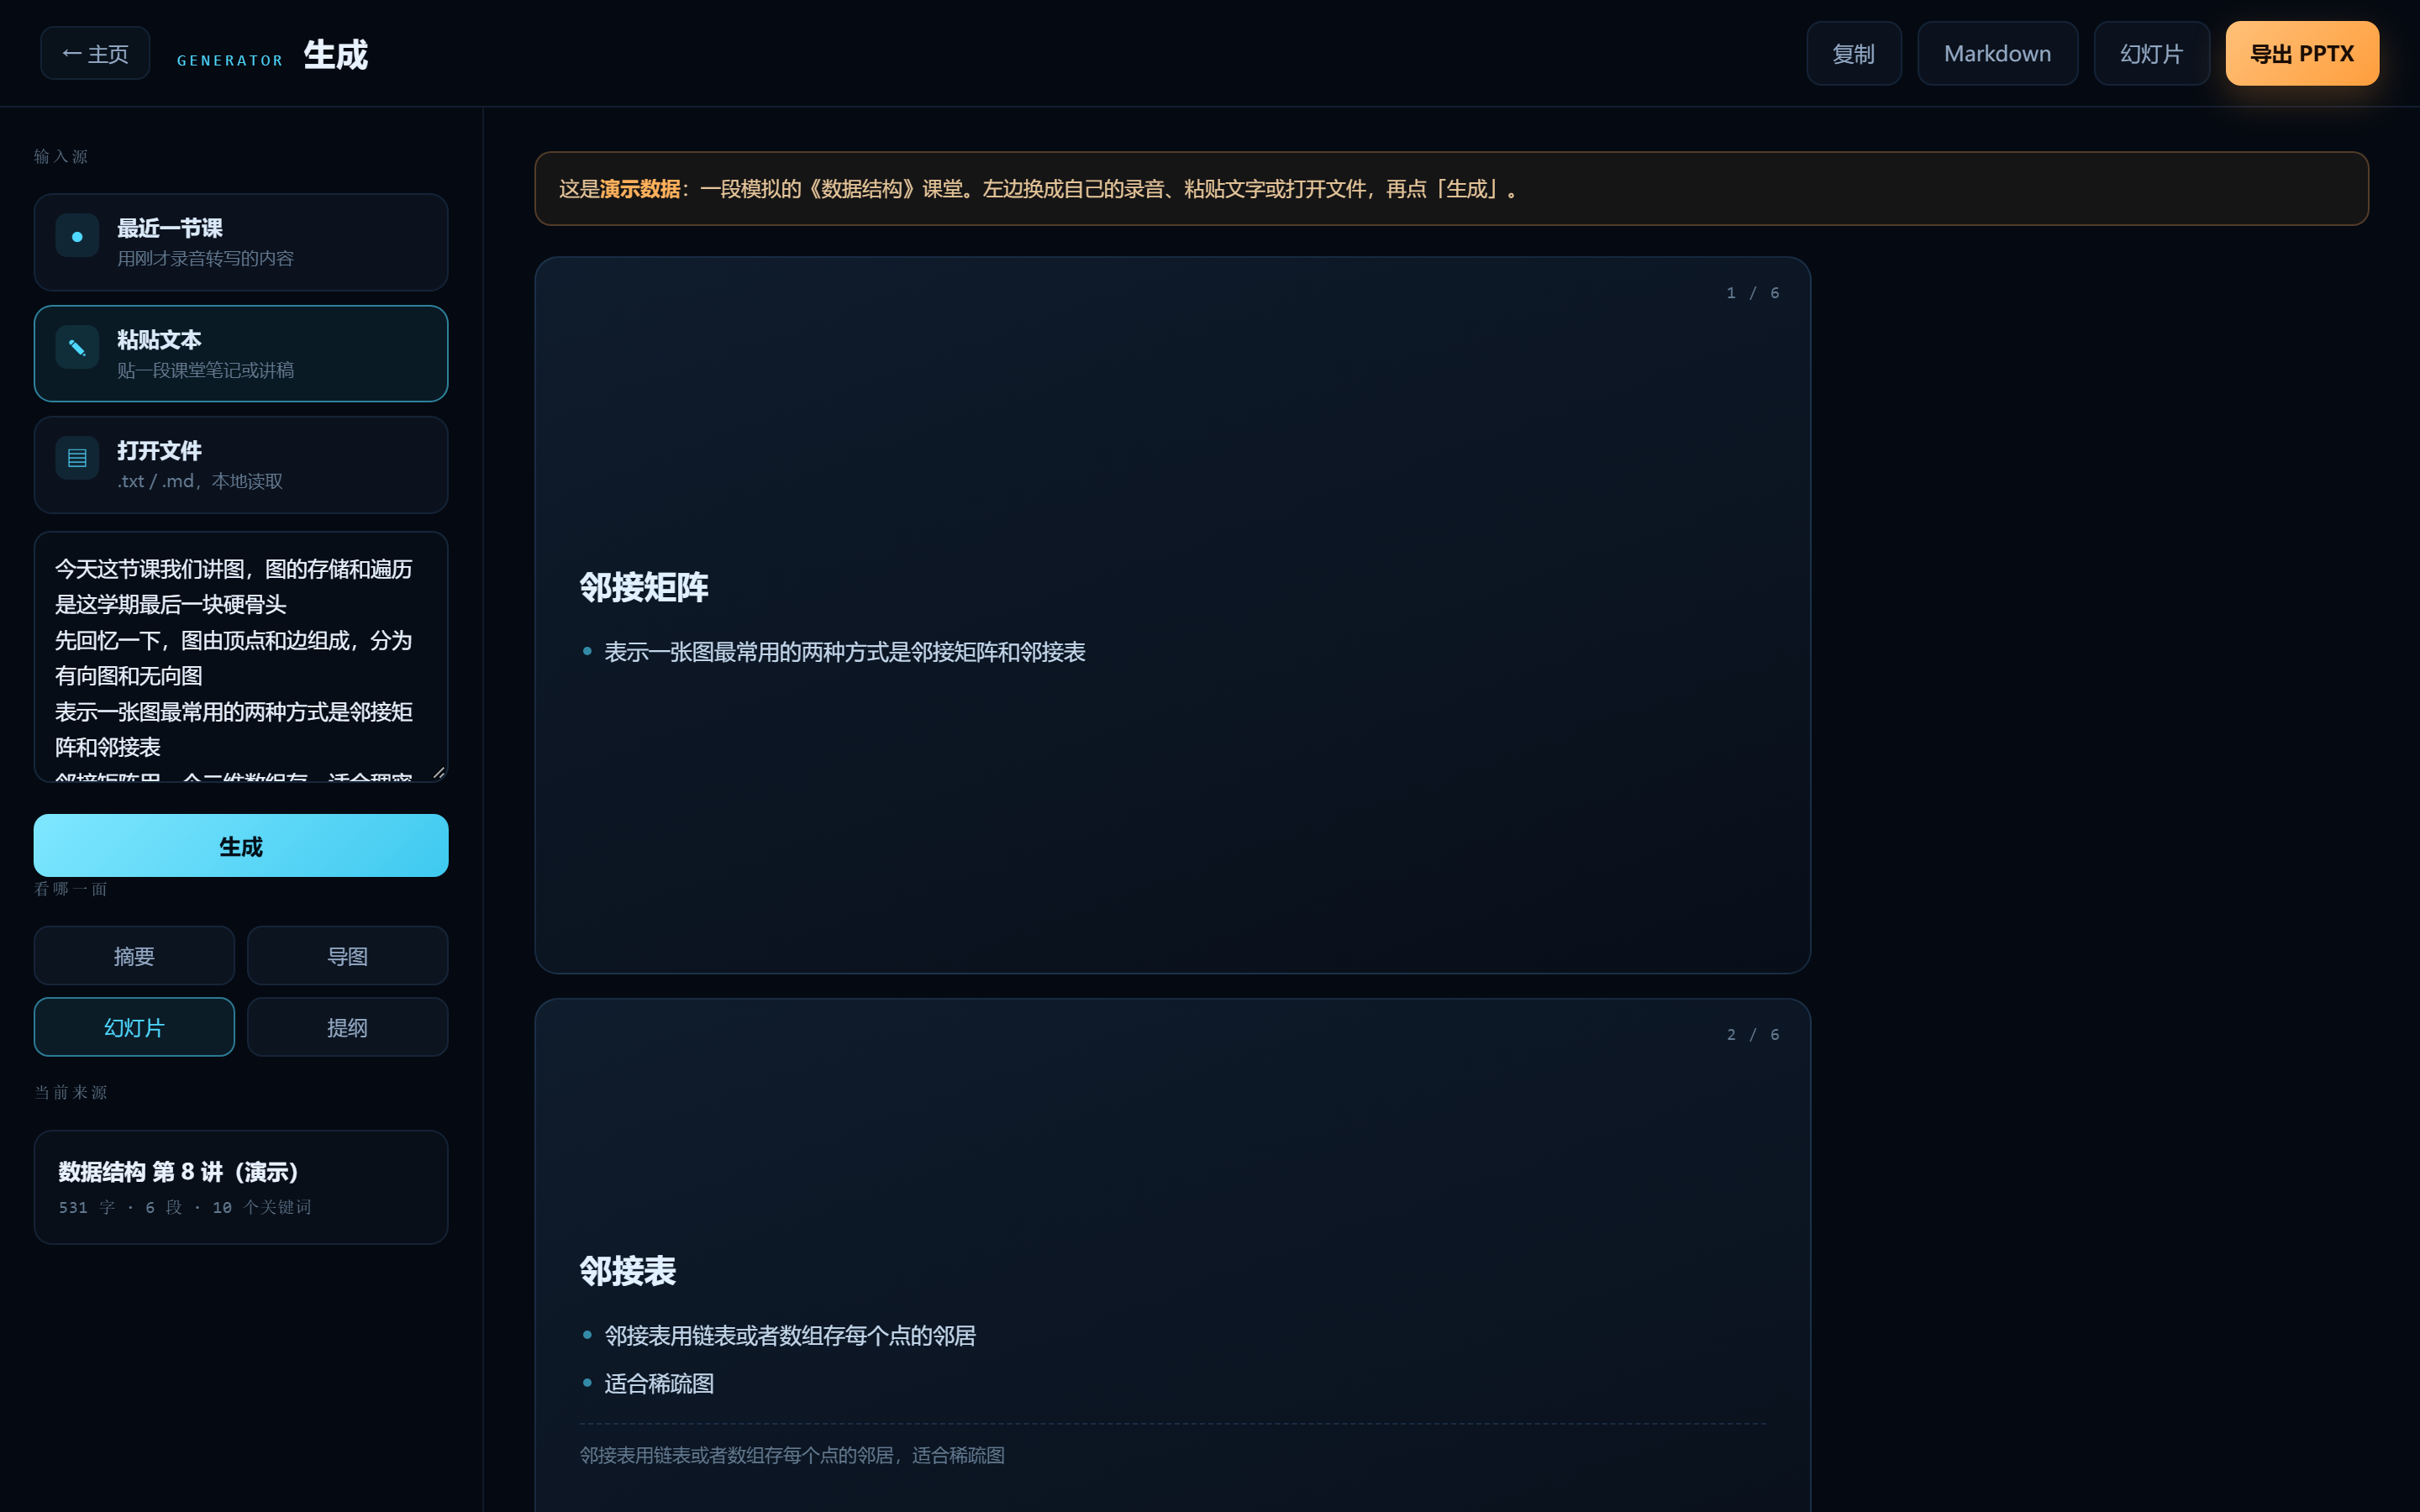 ← 主页
GENERATOR 生成
复制
Markdown
幻灯片
导出 PPTX
输入源
最近一节课
用刚才录音转写的内容
粘贴文本
贴一段课堂笔记或讲稿
打开文件
.txt / .md，本地读取
今天这节课我们讲图，图的存储和遍历
是这学期最后一块硬骨头
先回忆一下，图由顶点和边组成，分为
有向图和无向图
表示一张图最常用的两种方式是邻接矩
阵和邻接表
生成
看哪一面
摘要
导图
幻灯片
提纲
当前来源
数据结构 第 8 讲（演示）
531 字 · 6 段 · 10 个关键词
这是演示数据：一段模拟的《数据结构》课堂。左边换成自己的录音、粘贴文字或打开文件，再点「生成」。
1 / 6
邻接矩阵
表示一张图最常用的两种方式是邻接矩阵和邻接表
2 / 6
邻接表
邻接表用链表或者数组存每个点的邻居
适合稀疏图
邻接表用链表或者数组存每个点的邻居，适合稀疏图